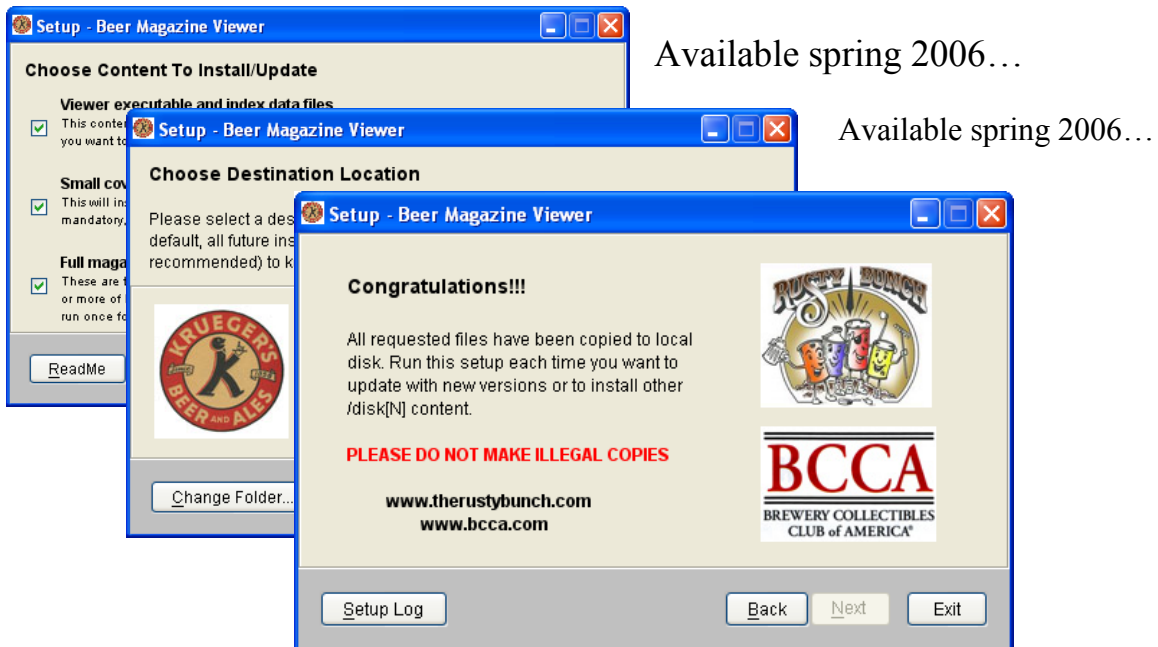 Setup - Beer Magazine Viewer
Available spring 2006…
Choose Content To Install/Update
Viewer executable and index data files
This conte
you want to
Small cov
This will ins
mandatory,
Full maga
These are f
or more of
run once fo
ReadMe
Setup - Beer Magazine Viewer
Available spring 2006…
Choose Destination Location
Please select a des
default, all future ins
recommended) to k
KRUEGER'S
K
BEER AND ALES
Change Folder...
Setup - Beer Magazine Viewer
Congratulations!!!
All requested files have been copied to local
disk. Run this setup each time you want to
update with new versions or to install other
/disk[N] content.
PLEASE DO NOT MAKE ILLEGAL COPIES
www.therustybunch.com
www.bcca.com
RUSTY BUNCH
BCCA
BREWERY COLLECTIBLES
CLUB of AMERICA®
Setup Log
Back
Next
Exit